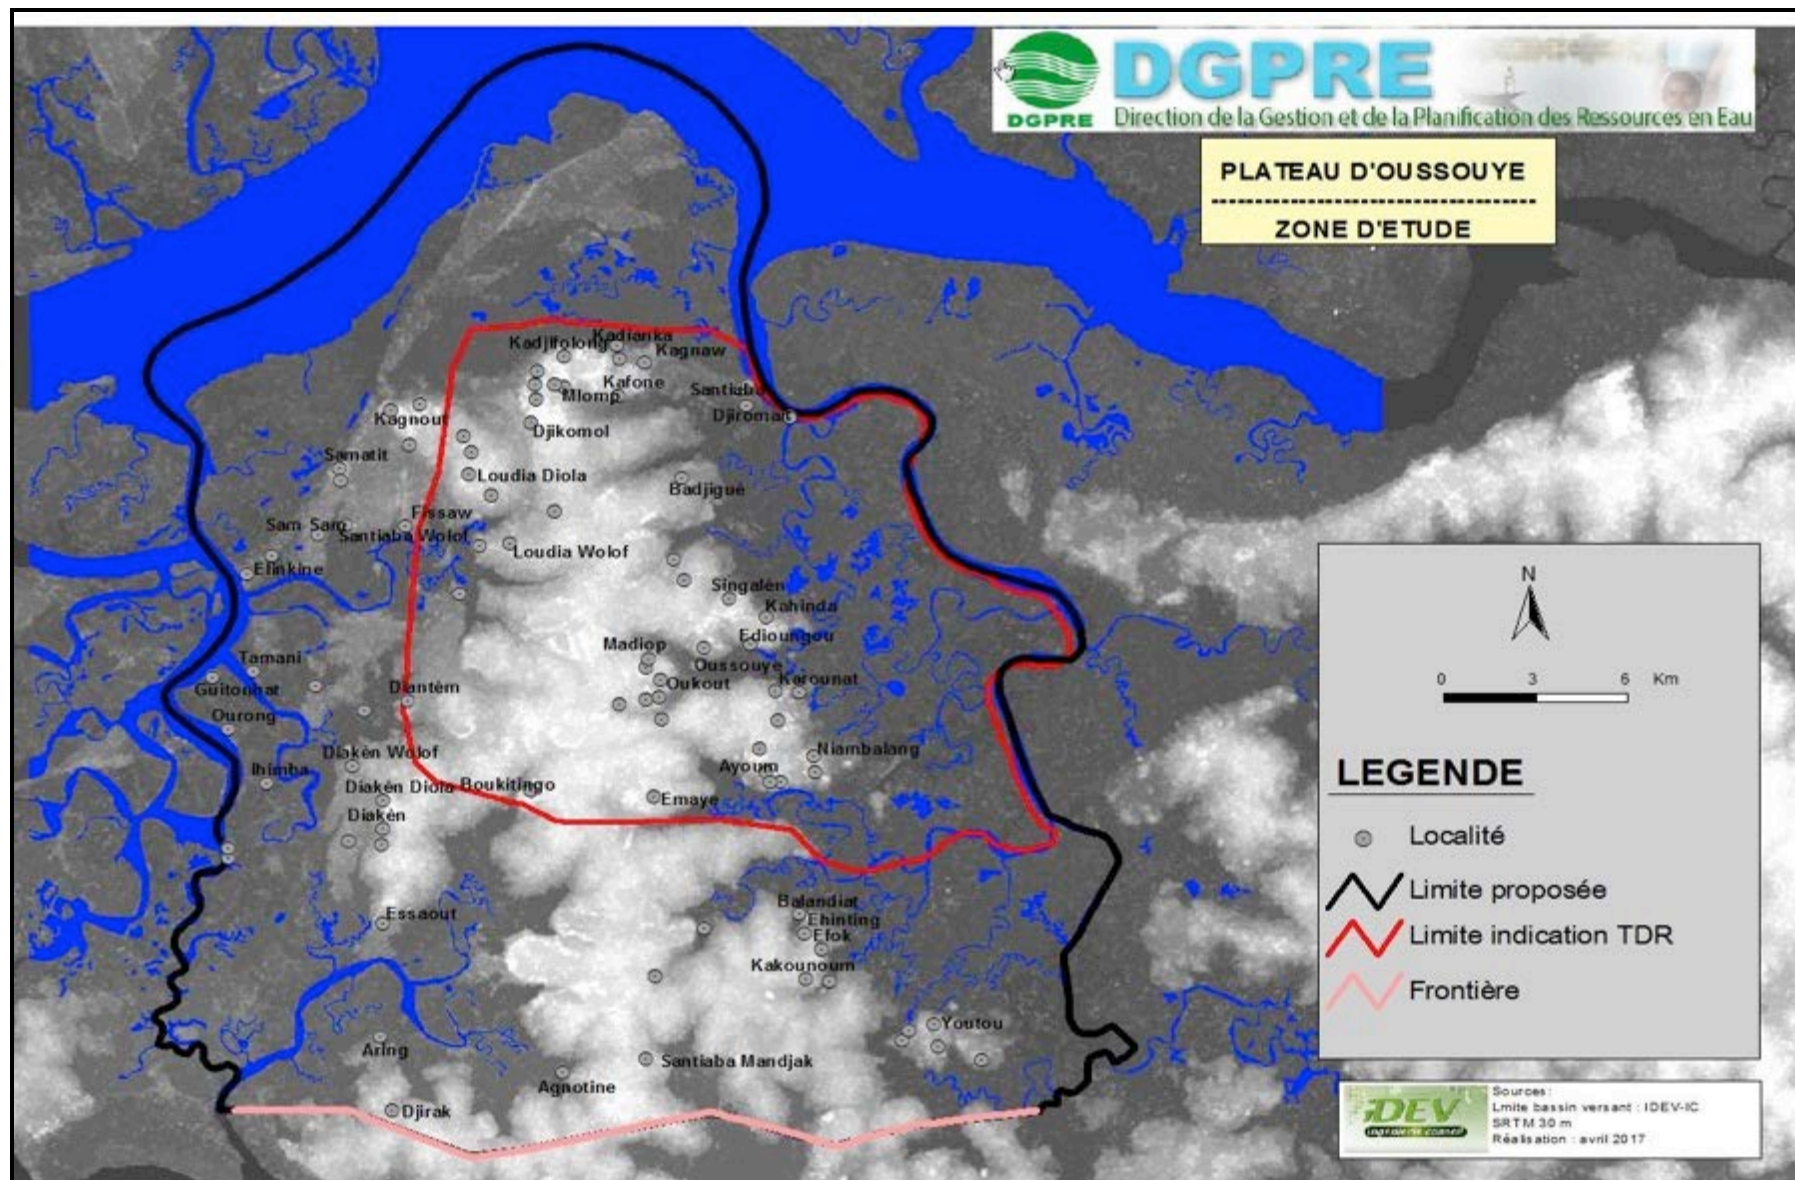 DGPRE
DGPRE
Direction de la Gestion et de la Planification des Ressources en Eau
PLATEAU D'OUSSOUYE
ZONE D'ETUDE
Kadianka
Kadjifolong
Kagnaw
Kafone
Santiaba
Mlomp
Djiromait
Kagnout
Djikomol
Samatit
Loudia Diola
Badjigué
Fissaw
Sam Sam
Santiaba Wolof
Loudia Wolof
Elinkine
Singalèn
Kahinda
Edioungou
Madiop
Tamani
Oussouye
Guitonhat
Diantèm
Oukout
Karounat
Ourong
Diakèn Wolof
Niambalang
Ihimba
Ayoum
Diakèn Diola
Boukitingo
Emaye
Diakèn
Essaout
Balandiat
Ehinting
Efok
Kakounoum
Youtou
Aring
Santiaba Mandjak
Agnotine
Djirak
N
0 3 6 Km
LEGENDE
Localité
Limite proposée
Limite indication TDR
Frontière
iDEV
ingénierie conseil
Sources :
Lmite bassin versant : IDEV-IC
SRTM 30 m
Réalisation : avril 2017